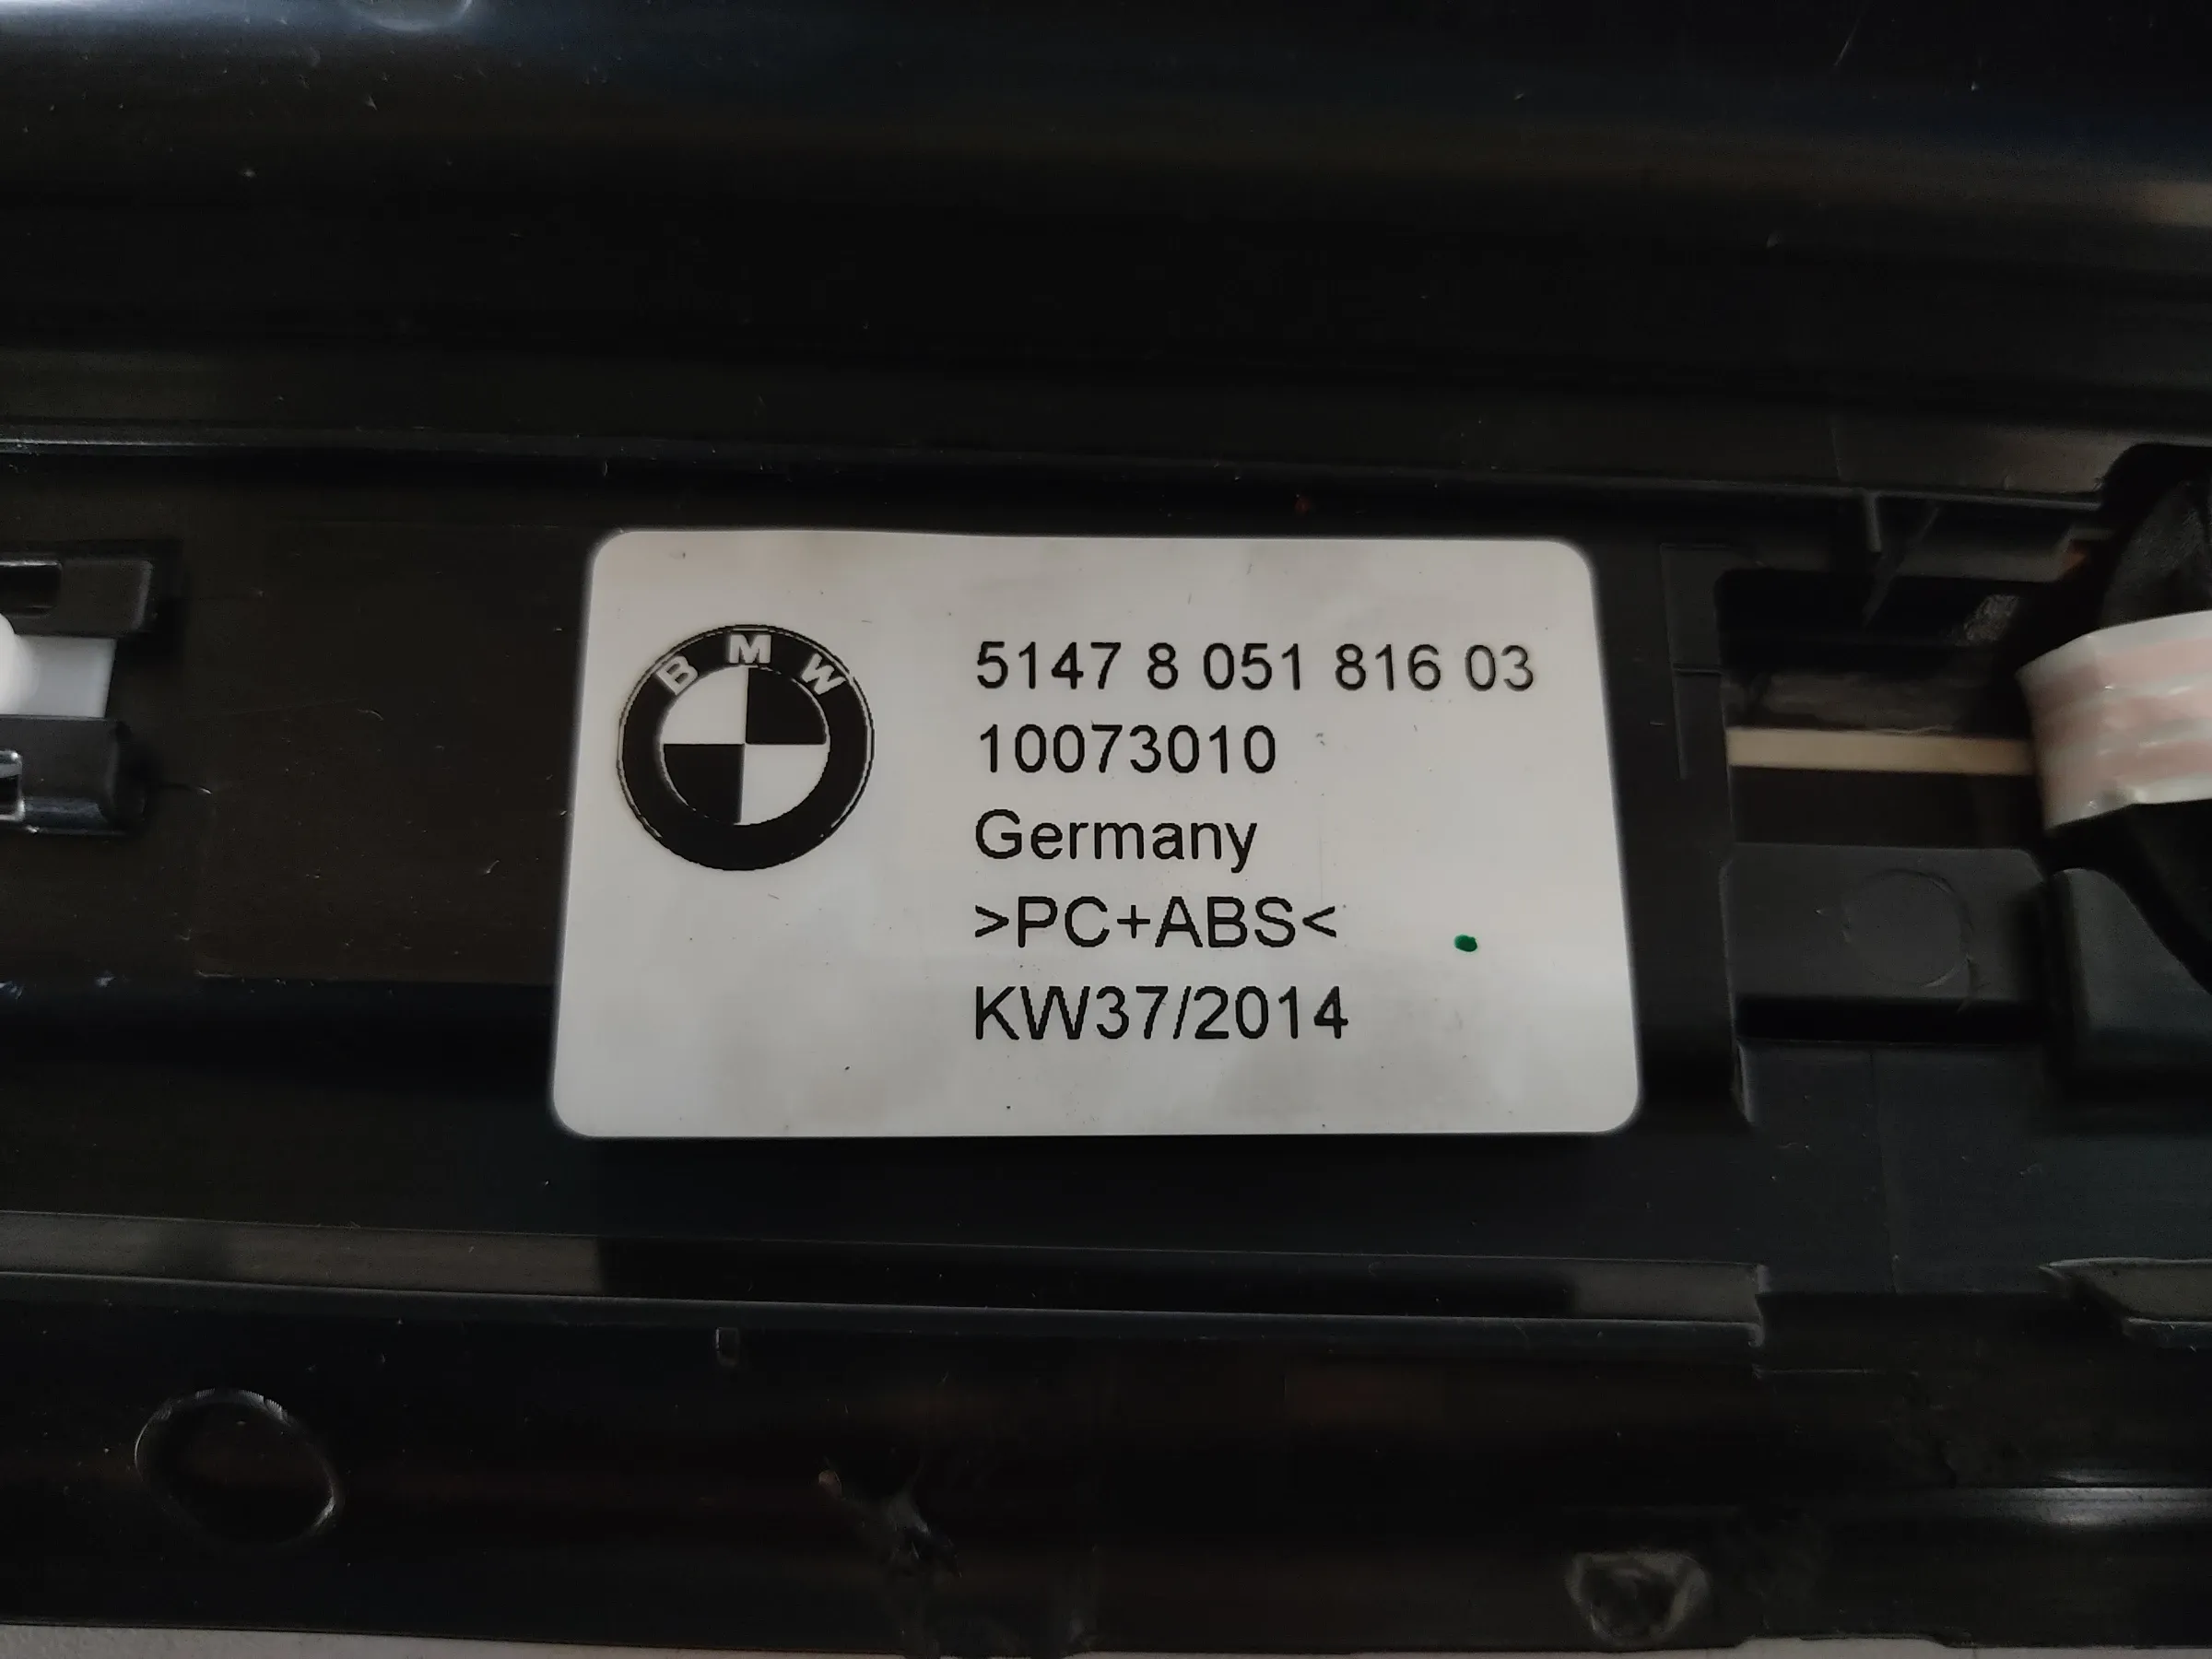 BMW
5147 8 051 816 03
10073010
Germany
>PC+ABS<
KW37/2014